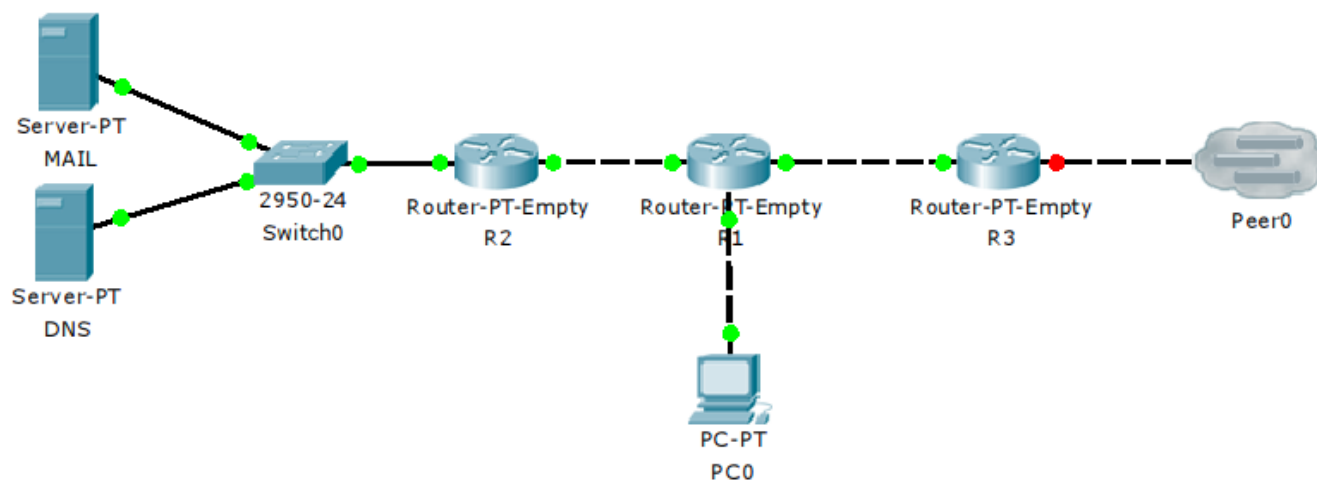 Server-PT
MAIL
Server-PT
DNS
2950-24
Switch0
Router-PT-Empty
R2
Router-PT-Empty
R1
Router-PT-Empty
R3
Peer0
PC-PT
PC0